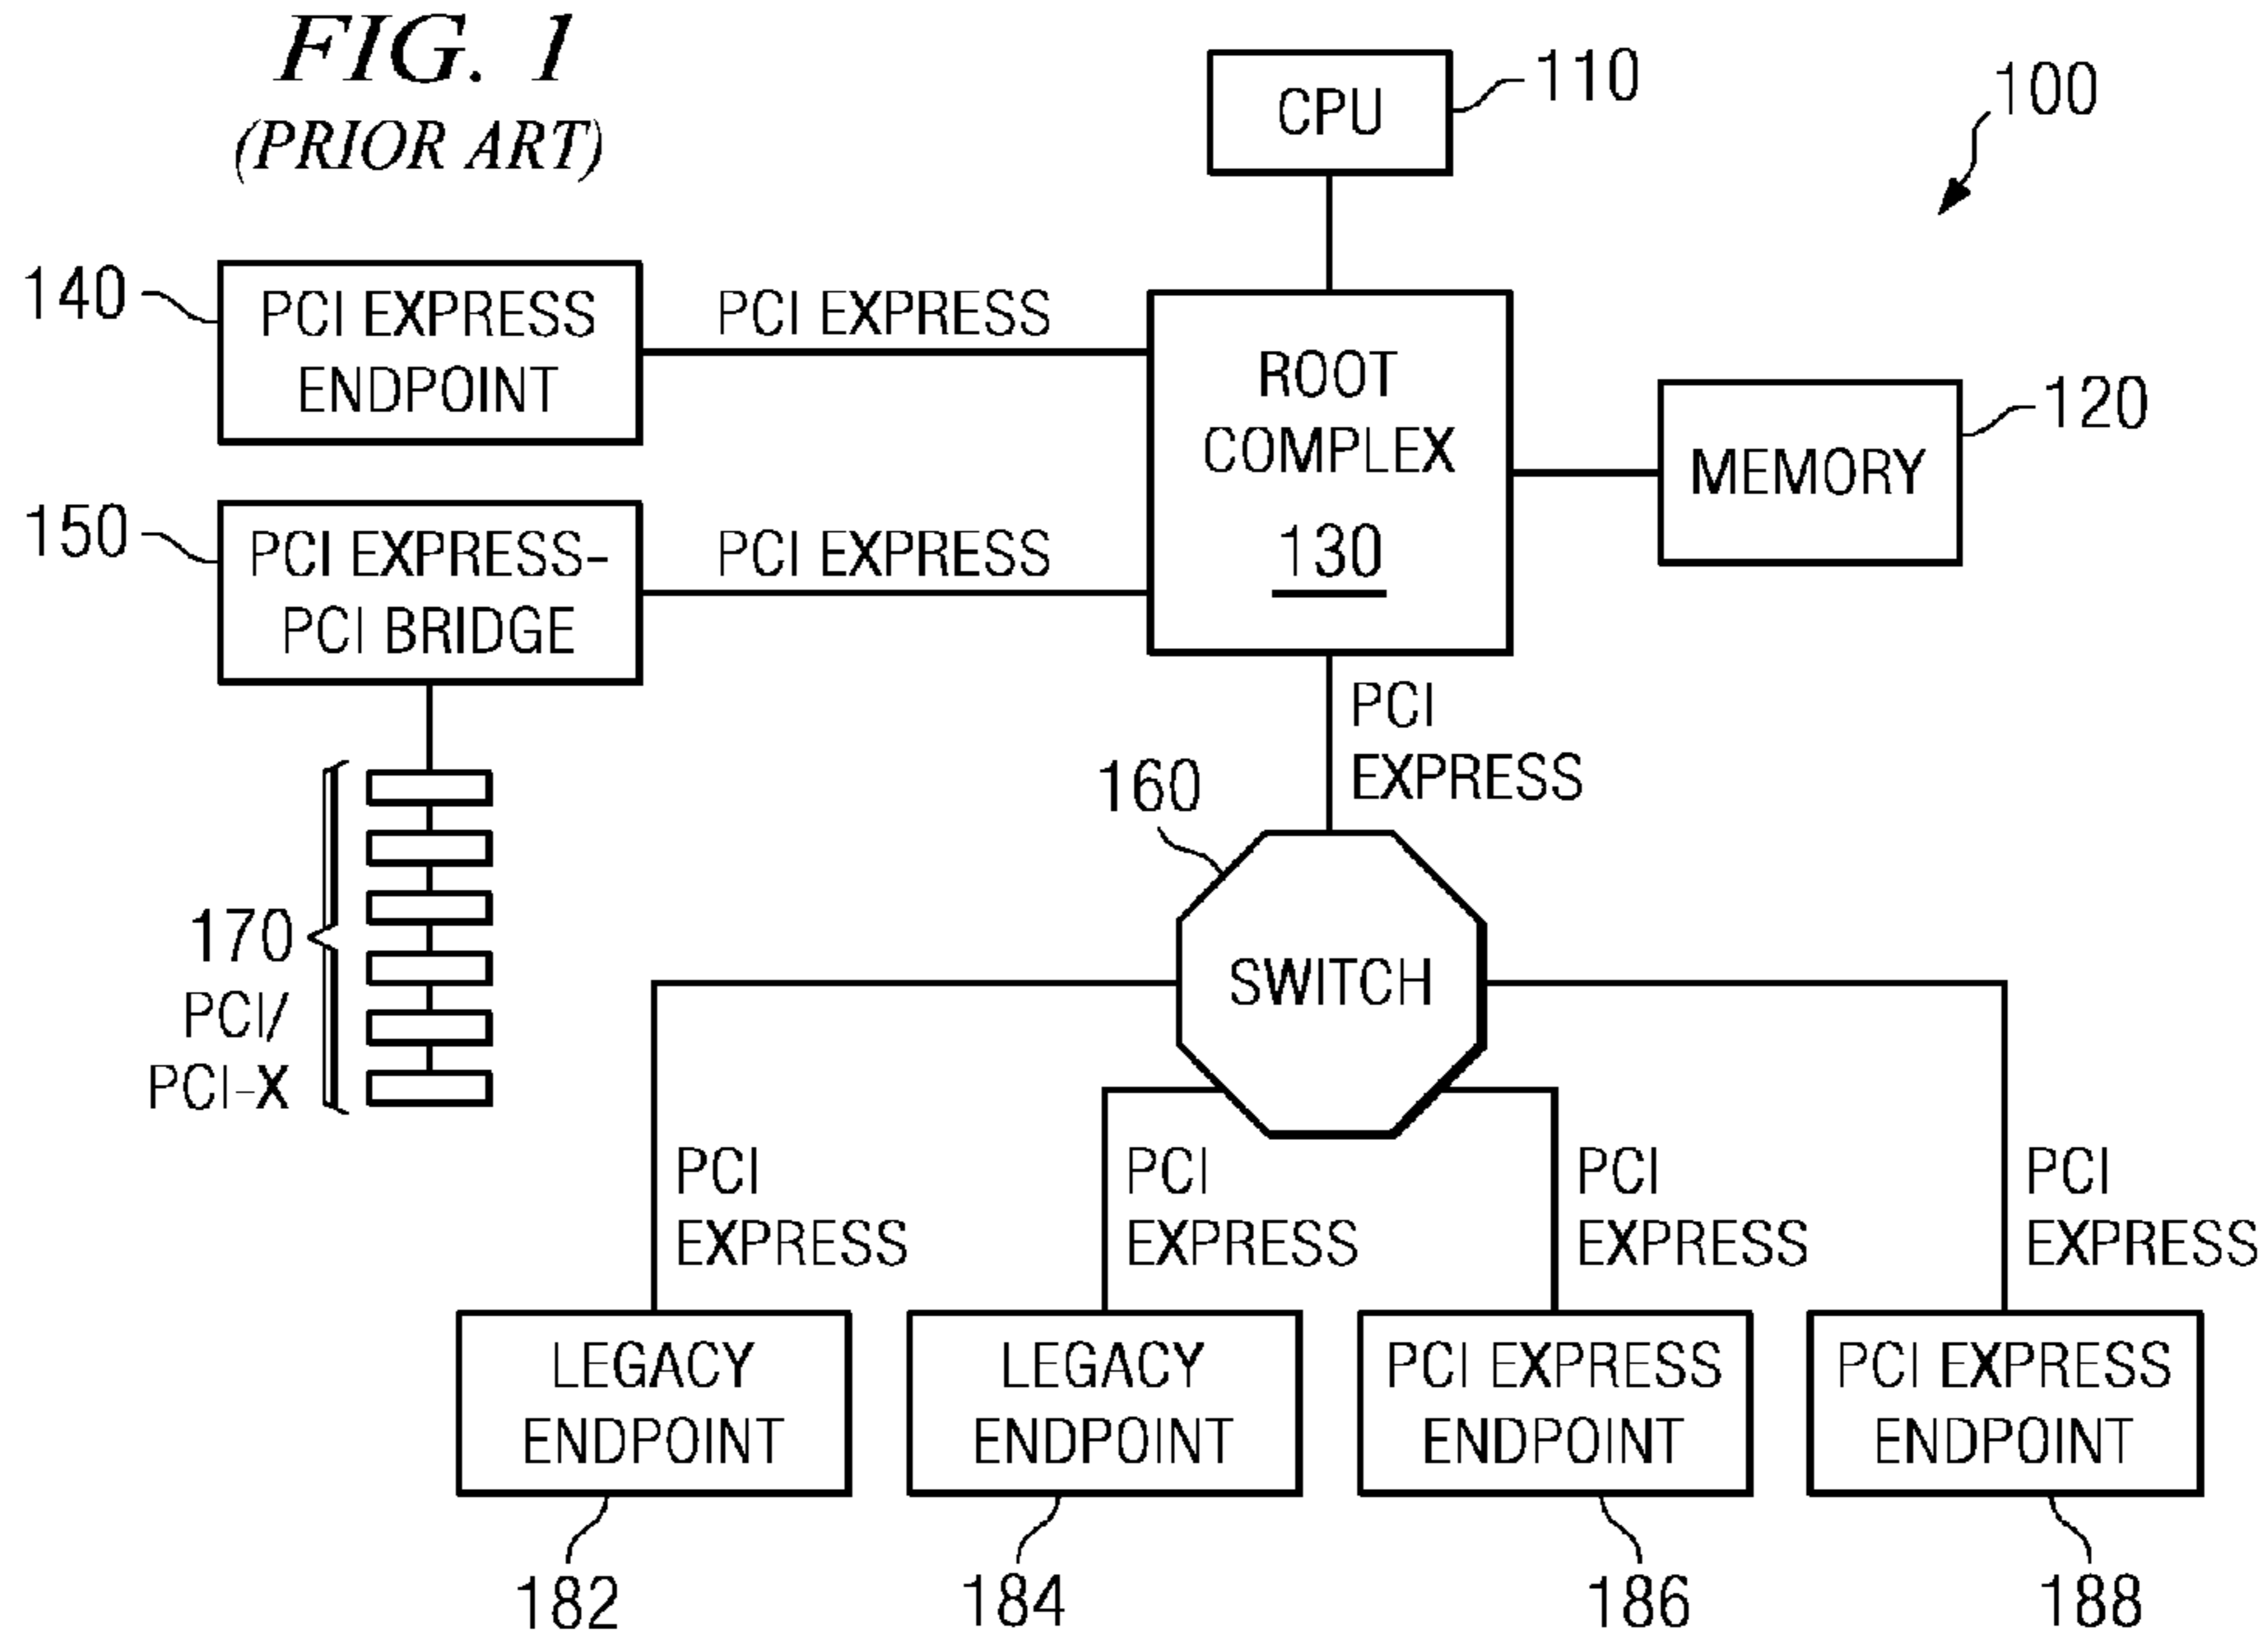 FIG. 1
(PRIOR ART)
CPU
110
100
140
PCI EXPRESS
ENDPOINT
PCI EXPRESS
ROOT
COMPLEX
130
MEMORY
120
150
PCI EXPRESS-
PCI BRIDGE
PCI EXPRESS
PCI
EXPRESS
160
SWITCH
170
PCI/
PCI-X
PCI
EXPRESS
PCI
EXPRESS
PCI
EXPRESS
PCI
EXPRESS
LEGACY
ENDPOINT
LEGACY
ENDPOINT
PCI EXPRESS
ENDPOINT
PCI EXPRESS
ENDPOINT
182
184
186
188